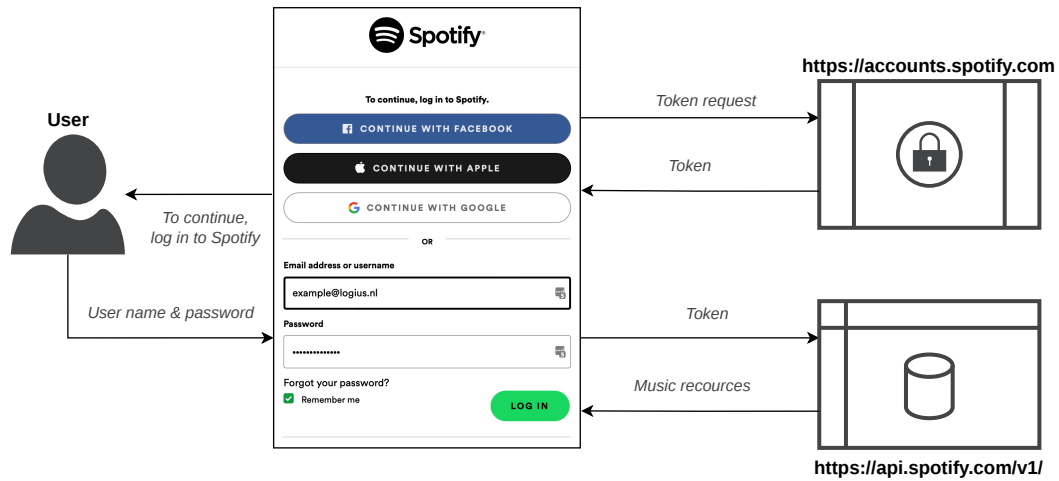 Spotify
https://accounts.spotify.com
To continue, log in to Spotify.
Token request
User
CONTINUE WITH FACEBOOK
CONTINUE WITH APPLE
Token
CONTINUE WITH GOOGLE
To continue,
log in to Spotify
OR
Email address or username
example@logius.nl
User name & password
Token
Password
••••••••••••••
Forgot your password?
Music recources
Remember me
LOG IN
https://api.spotify.com/v1/